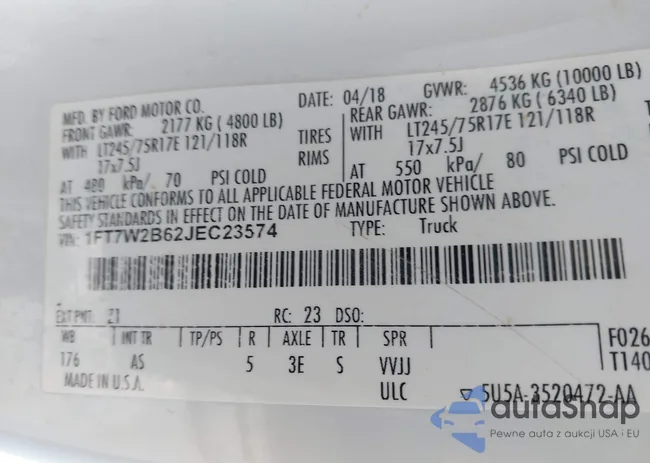 MFD. BY FORD MOTOR CO.
DATE: 04/18 GVWR: 4536 KG (10000 LB)
FRONT GAWR: 2177 KG ( 4800 LB) REAR GAWR: 2876 KG ( 6340 LB)
WITH LT245/75R17E 121/118R TIRES WITH LT245/75R17E 121/118R
17x7.5J RIMS 17x7.5J
AT 480 kPa/ 70 PSI COLD AT 550 kPa/ 80 PSI COLD
THIS VEHICLE CONFORMS TO ALL APPLICABLE FEDERAL MOTOR VEHICLE
SAFETY STANDARDS IN EFFECT ON THE DATE OF MANUFACTURE SHOWN ABOVE.
VIN: 1FT7W2B62JEC23574 TYPE: Truck
EXT PNT: Z1 RC: 23 DSO:
WB INT TR TP/PS R AXLE TR SPR
176 AS 5 3E S VVJJ
ULC
F026
T140
MADE IN U.S.A. 5U5A-3520472-AA
autaShop
Pewne auta z aukcji USA i EU